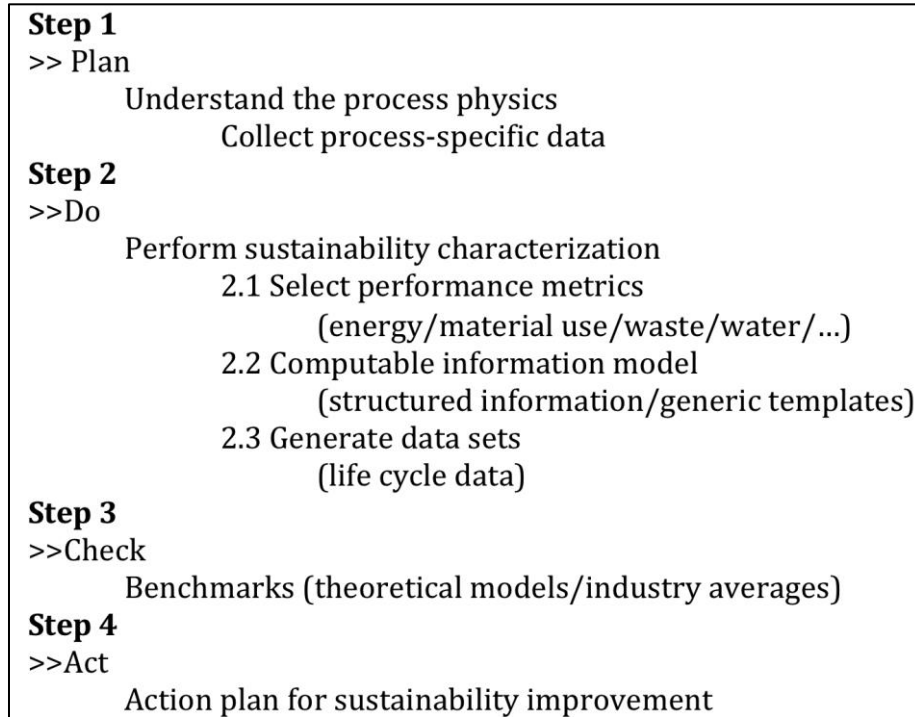 Step 1
>> Plan
Understand the process physics
Collect process-specific data
Step 2
>>Do
Perform sustainability characterization
2.1 Select performance metrics
(energy/material use/waste/water/...)
2.2 Computable information model
(structured information/generic templates)
2.3 Generate data sets
(life cycle data)
Step 3
>>Check
Benchmarks (theoretical models/industry averages)
Step 4
>>Act
Action plan for sustainability improvement